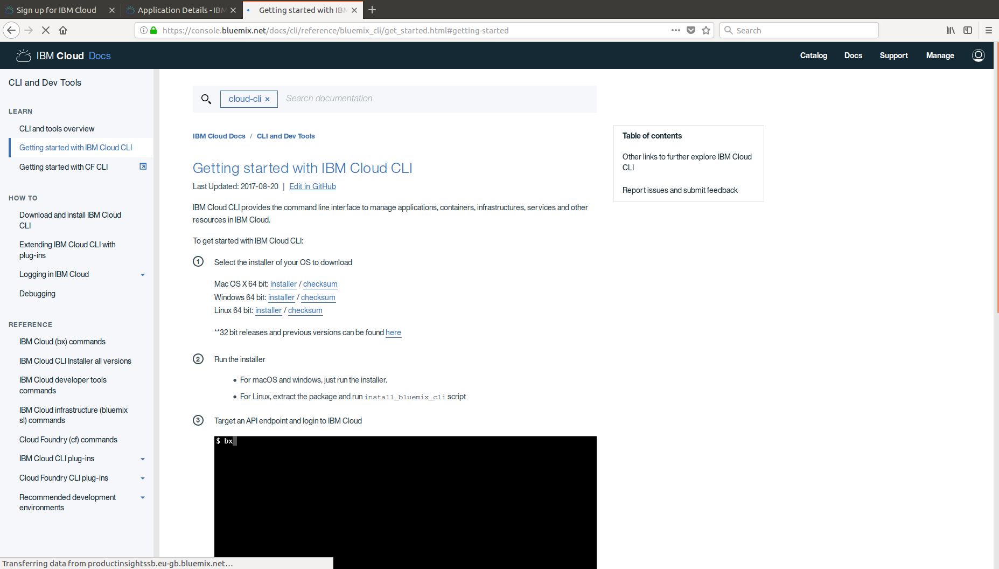 Sign up for IBM Cloud
Application Details - IBM
Getting started with IBM
https://console.bluemix.net/docs/cli/reference/bluemix_cli/get_started.html#getting-started
Search
IBM Cloud Docs
Catalog
Docs
Support
Manage
CLI and Dev Tools
LEARN
CLI and tools overview
Getting started with IBM Cloud CLI
Getting started with CF CLI
HOW TO
Download and install IBM Cloud
CLI
Extending IBM Cloud CLI with
plug-ins
Logging in IBM Cloud
Debugging
REFERENCE
IBM Cloud (bx) commands
IBM Cloud CLI Installer all versions
IBM Cloud developer tools
commands
IBM Cloud infrastructure (bluemix
sl) commands
Cloud Foundry (cf) commands
IBM Cloud CLI plug-ins
Cloud Foundry CLI plug-ins
Recommended development
environments
cloud-cli ×
Search documentation
IBM Cloud Docs / CLI and Dev Tools
Getting started with IBM Cloud CLI
Last Updated: 2017-08-20 | Edit in GitHub
IBM Cloud CLI provides the command line interface to manage applications, containers, infrastructures, services and other
resources in IBM Cloud.
To get started with IBM Cloud CLI:
1 Select the installer of your OS to download
Mac OS X 64 bit: installer / checksum
Windows 64 bit: installer / checksum
Linux 64 bit: installer / checksum
**32 bit releases and previous versions can be found here
2 Run the installer
• For macOS and windows, just run the installer.
• For Linux, extract the package and run install_bluemix_cli script
3 Target an API endpoint and login to IBM Cloud
$ bx
Table of contents
Other links to further explore IBM Cloud
CLI
Report issues and submit feedback
Transferring data from productinsightssb.eu-gb.bluemix.net…